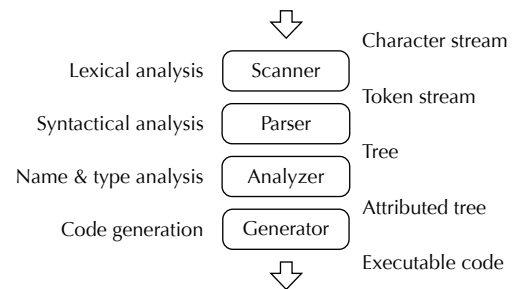 Character stream
Lexical analysis Scanner
Token stream
Syntactical analysis Parser
Tree
Name & type analysis Analyzer
Attributed tree
Code generation Generator
Executable code